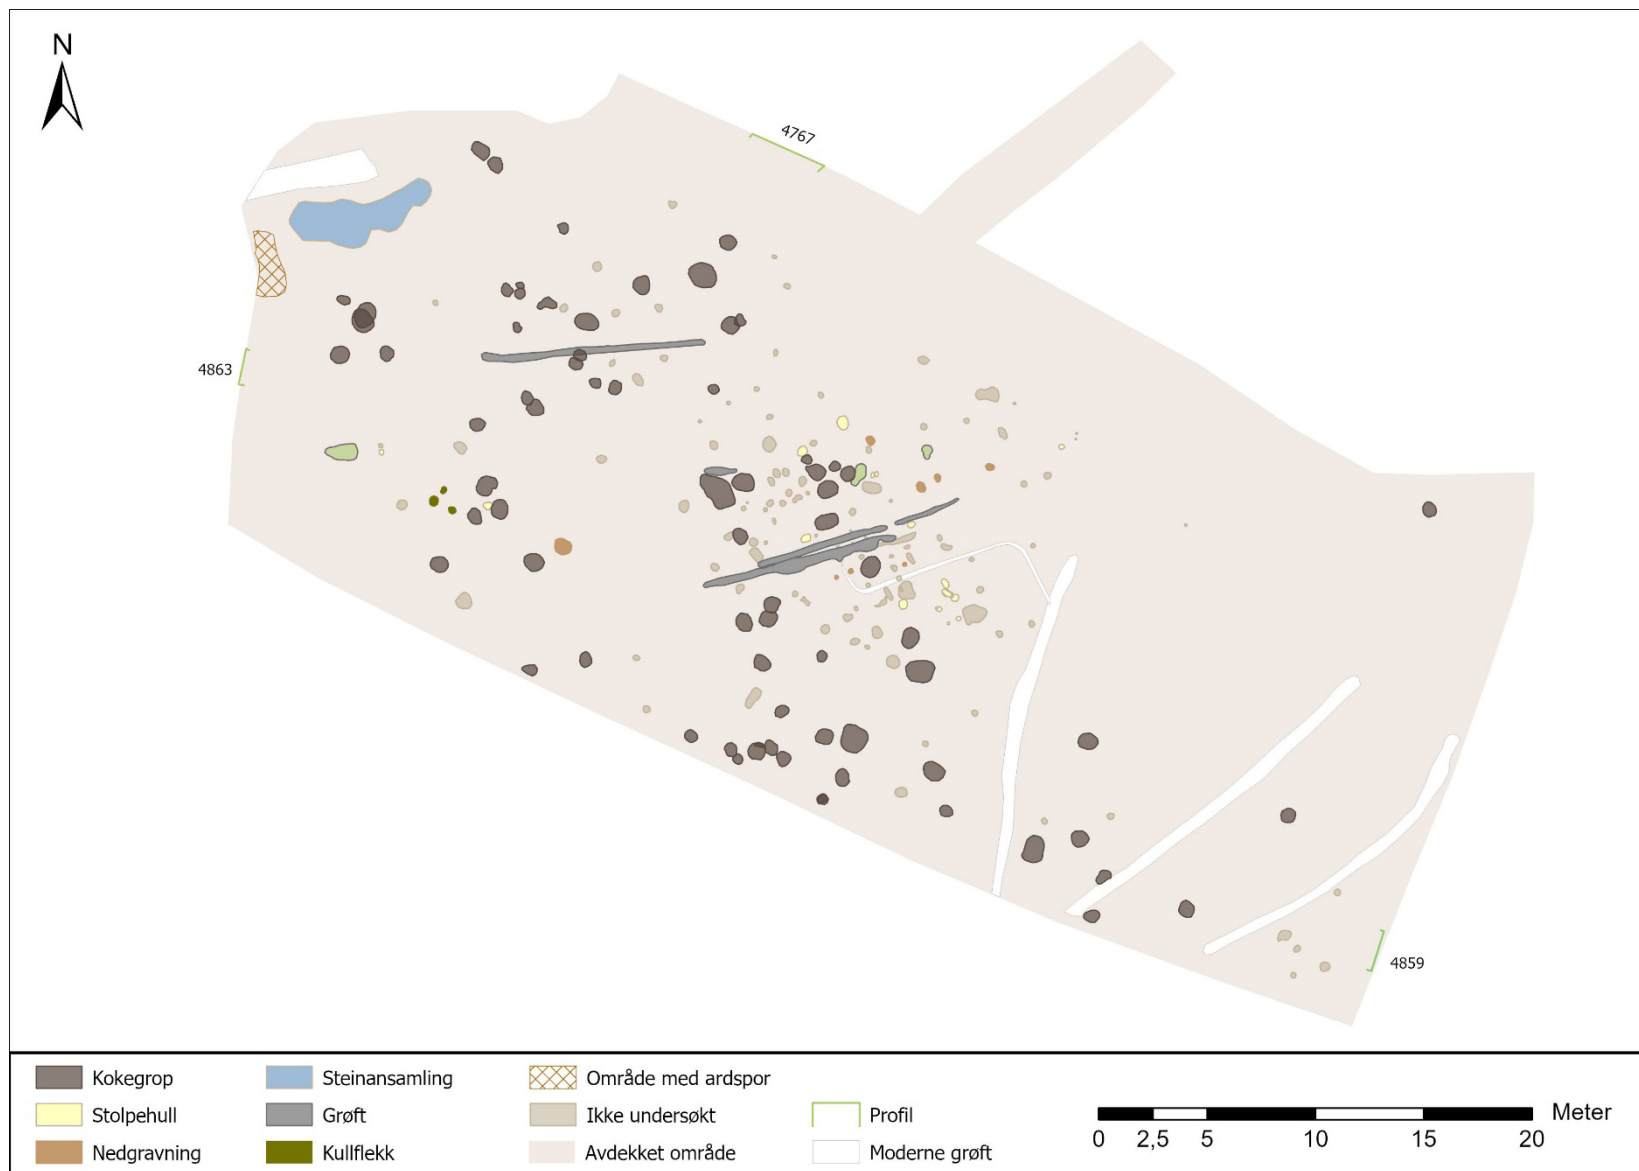 N
4767
4863
4859
Kokegrop
Steinansamling
Område med ardspor
Stolpehull
Grøft
Ikke undersøkt
Profil
Meter
Nedgravning
Kullflekk
Avdekket område
Moderne grøft
0 2,5 5 10 15 20